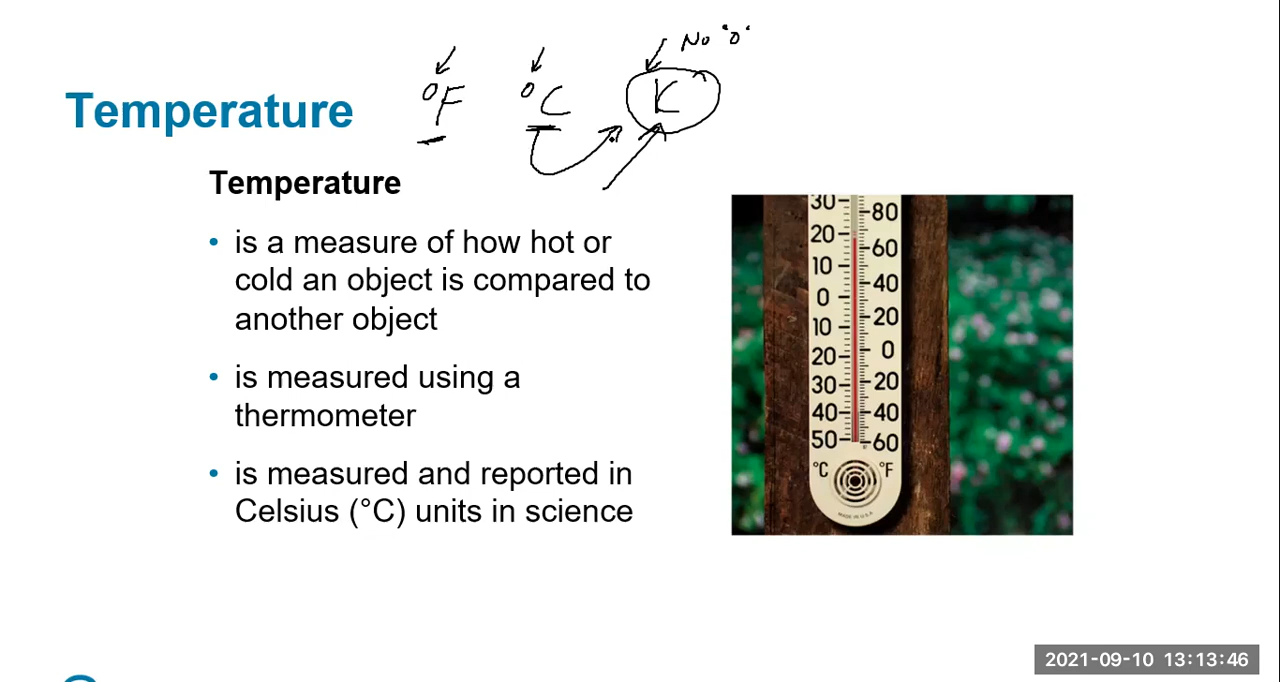 No "o"
°F °C K
Temperature
Temperature
• is a measure of how hot or
cold an object is compared to
another object
• is measured using a
thermometer
• is measured and reported in
Celsius (°C) units in science
30 80
20 60
10 40
0 20
10 0
20 20
30 40
40 60
50
°C °F
MADE IN U.S.A
2021-09-10 13:13:46